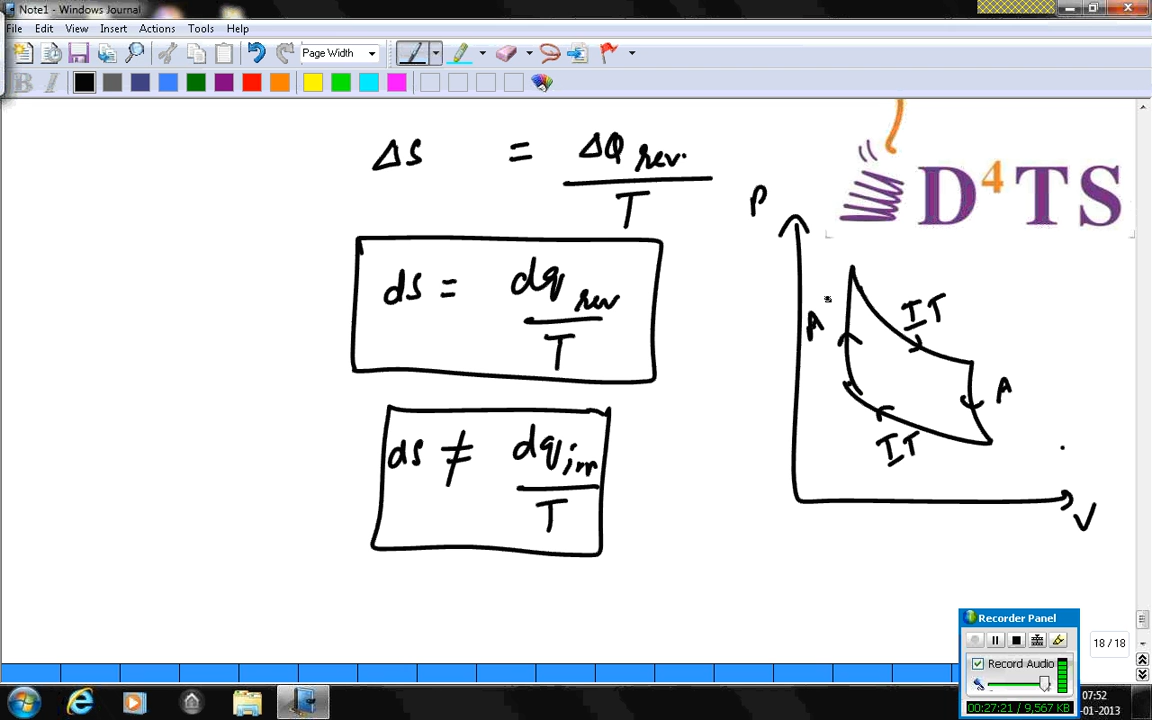 Note1 - Windows Journal
File Edit View Insert Actions Tools Help
Page Width
B I
ΔS = ΔQ rev.
T
dS = dq rev
T
dS ≠ dq irr
T
D4TS
P
A
IT
A
IT
V
Recorder Panel
Record Audio
00:27:21 / 9,567 KB
18 / 18
07:52
-01-2013